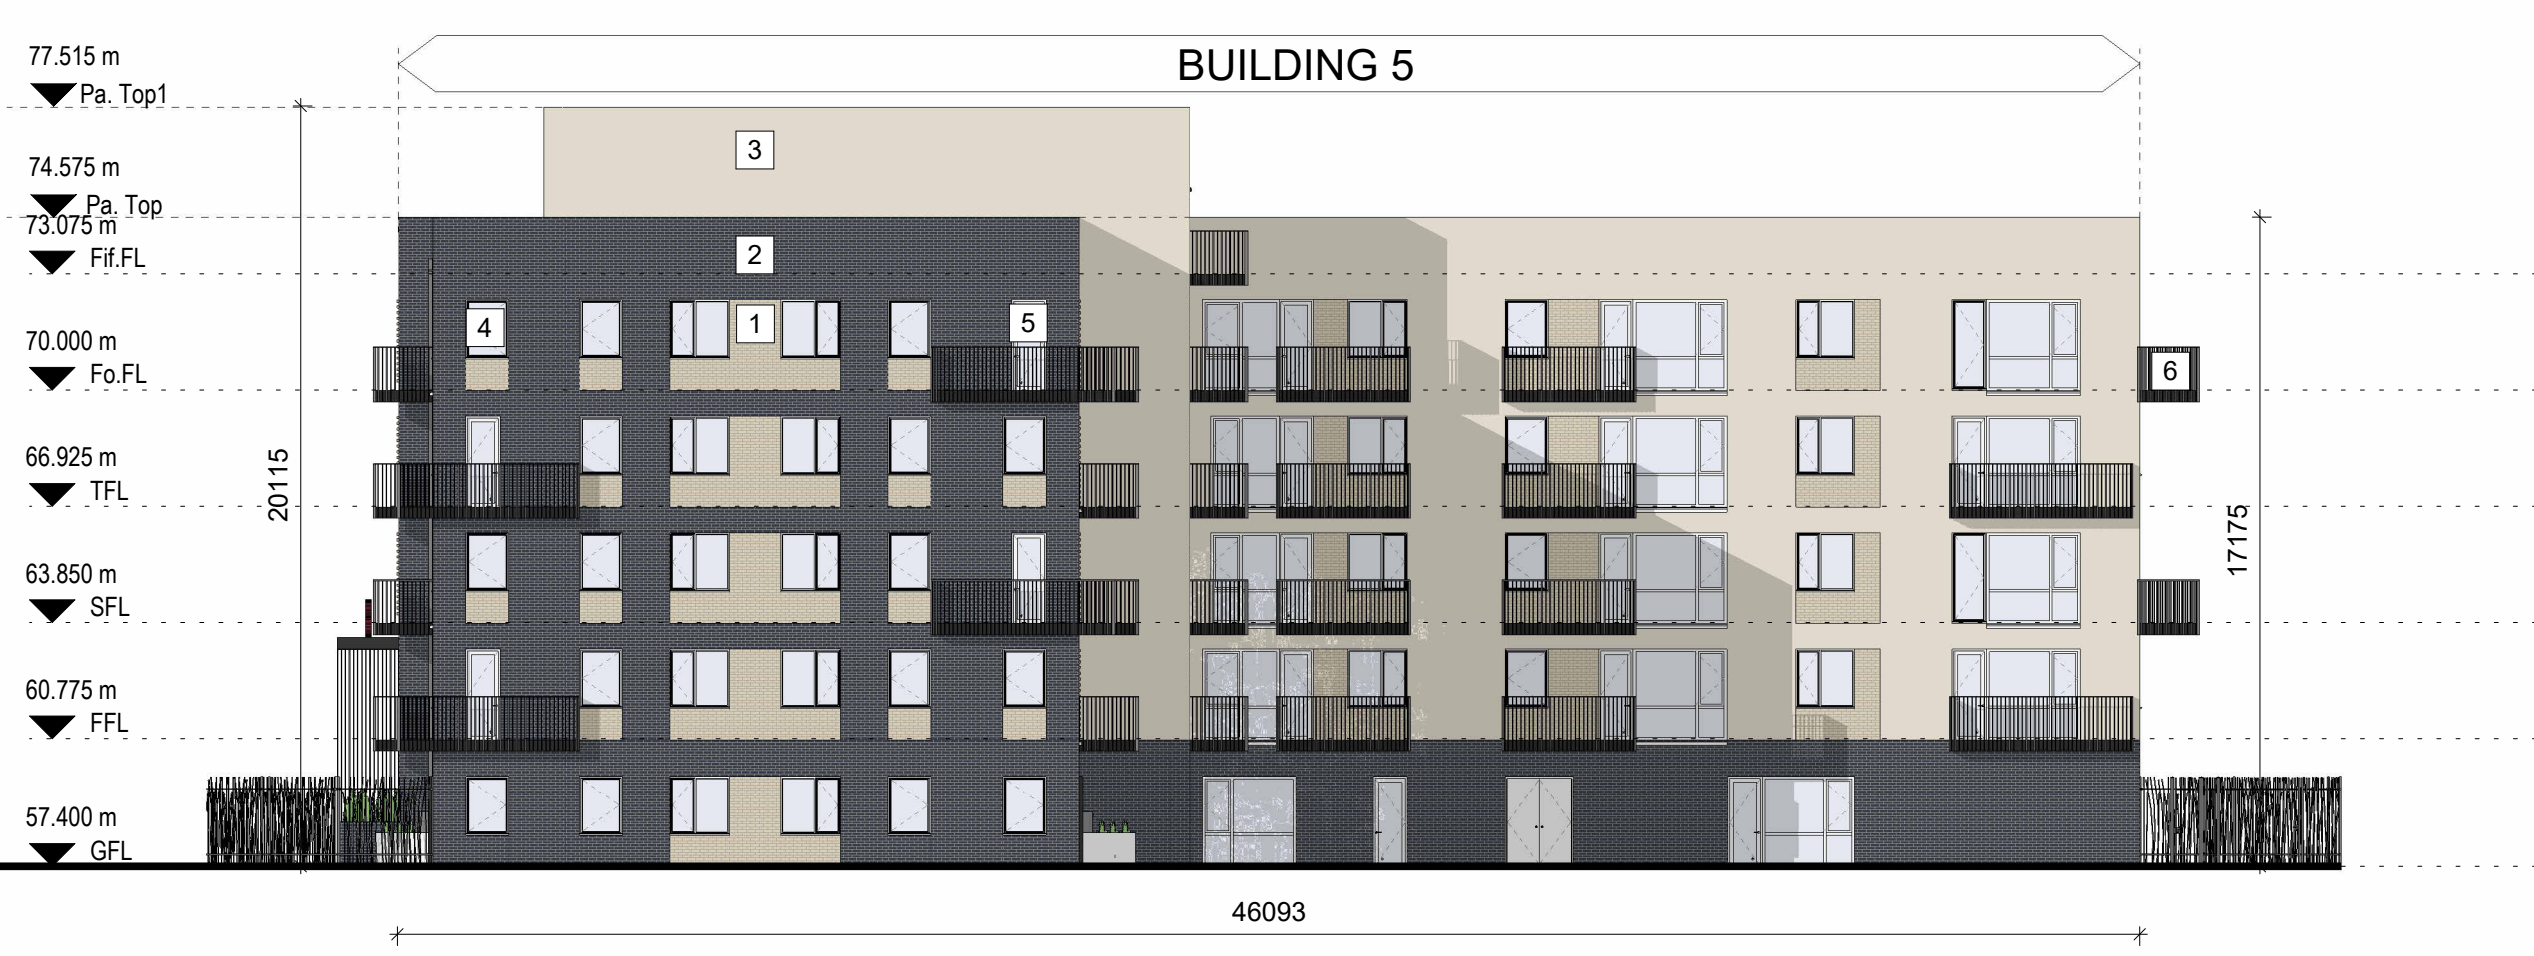 BUILDING 5
77.515 m
Pa. Top1
74.575 m
Pa. Top
73.075 m
Fif.FL
70.000 m
Fo.FL
66.925 m
TFL
63.850 m
SFL
60.775 m
FFL
57.400 m
GFL
20115
3
2
1
4
5
6
17175
46093